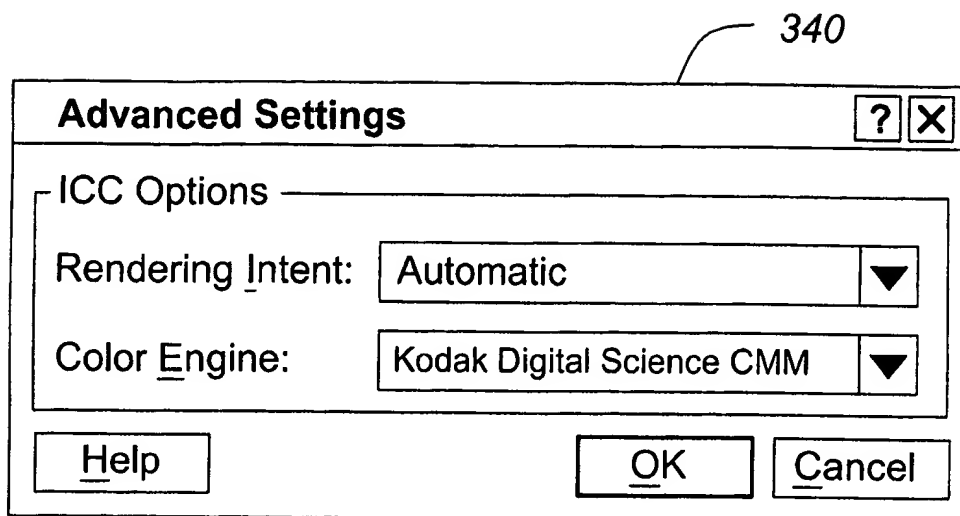 340
Advanced Settings ? X
ICC Options
Rendering Intent: Automatic
Color Engine: Kodak Digital Science CMM
Help OK Cancel